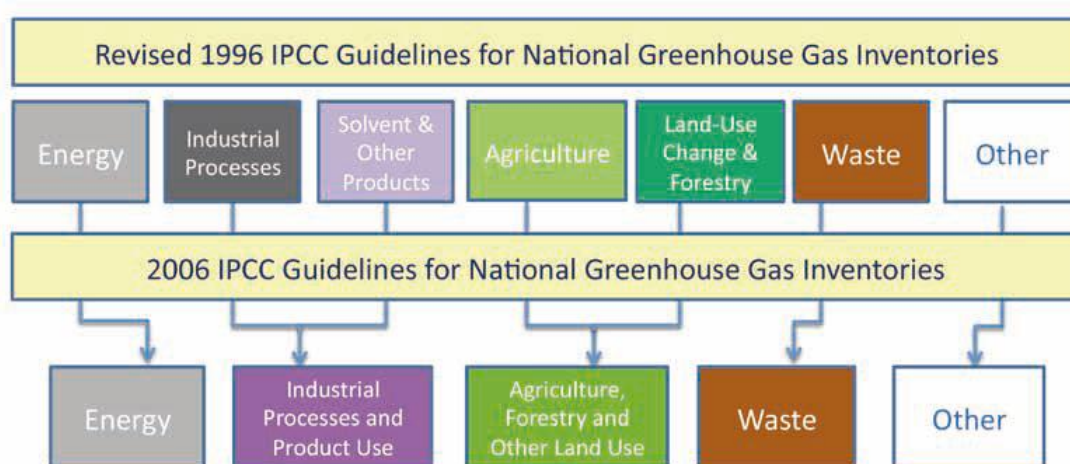 Revised 1996 IPCC Guidelines for National Greenhouse Gas Inventories
Energy
Industrial
Processes
Solvent &
Other
Products
Agriculture
Land-Use
Change &
Forestry
Waste
Other
2006 IPCC Guidelines for National Greenhouse Gas Inventories
Energy
Industrial
Processes and
Product Use
Agriculture,
Forestry and
Other Land Use
Waste
Other